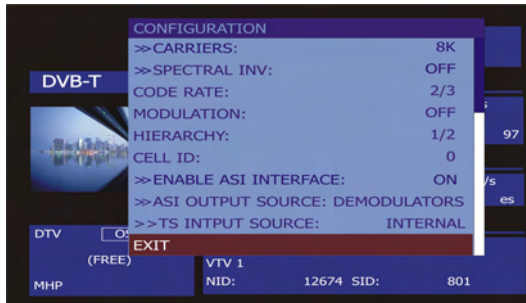 CONFIGURATION
>>CARRIERS: 8K
>>SPECTRAL INV: OFF
CODE RATE: 2/3
MODULATION: OFF
HIERARCHY: 1/2
CELL ID: 0
>>ENABLE ASI INTERFACE: ON
>>ASI OUTPUT SOURCE: DEMODULATORS
>>TS INTPUT SOURCE: INTERNAL
EXIT
DVB-T
97
/s
es
DTV
(FREE)
MHP
VTV 1
NID: 12674 SID: 801